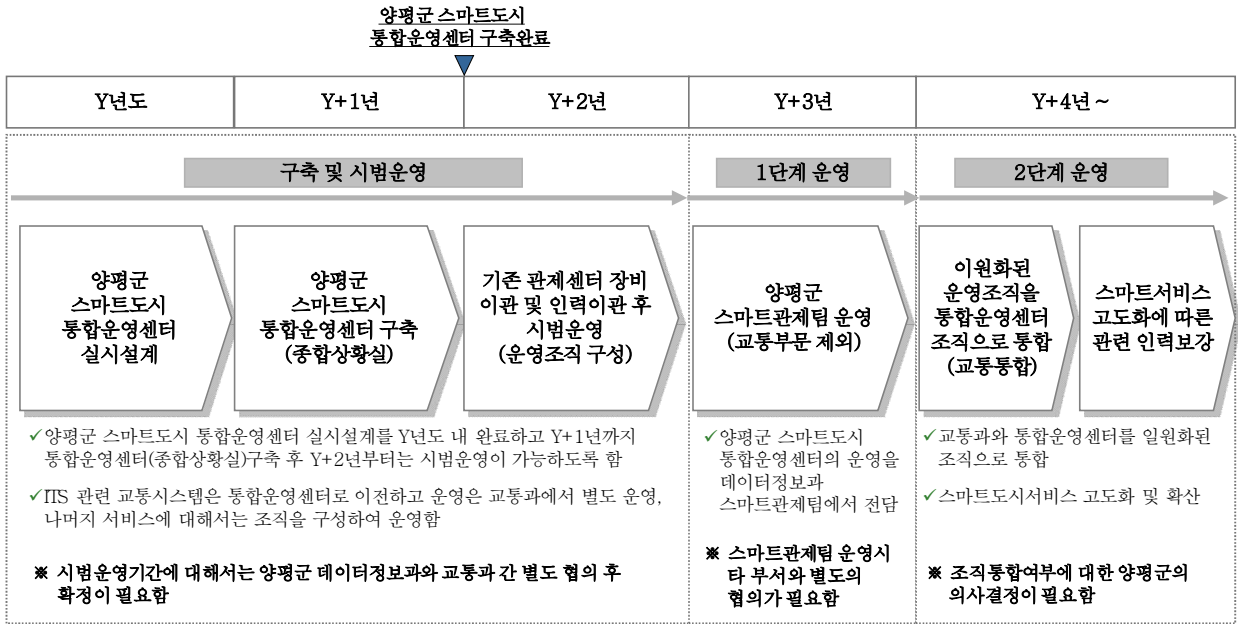 양평군 스마트도시
통합운영센터 구축완료
Y년도
Y+1년
Y+2년
Y+3년
Y+4년 ~
구축 및 시범운영
1단계 운영
2단계 운영
양평군
스마트도시
통합운영센터
실시설계
양평군
스마트도시
통합운영센터 구축
(종합상황실)
기존 관제센터 장비
이관 및 인력이관 후
시범운영
(운영조직 구성)
양평군
스마트관제팀 운영
(교통부문 제외)
이원화된
운영조직을
통합운영센터
조직으로 통합
(교통통합)
스마트서비스
고도화에 따른
관련 인력보강
✓양평군 스마트도시 통합운영센터 실시설계를 Y년도 내 완료하고 Y+1년까지
통합운영센터(종합상황실)구축 후 Y+2년부터는 시범운영이 가능하도록 함
✓ITS 관련 교통시스템은 통합운영센터로 이전하고 운영은 교통과에서 별도 운영,
나머지 서비스에 대해서는 조직을 구성하여 운영함
※ 시범운영기간에 대해서는 양평군 데이터정보과와 교통과 간 별도 협의 후
확정이 필요함
✓양평군 스마트도시
통합운영센터의 운영을
데이터정보과
스마트관제팀에서 전담
※ 스마트관제팀 운영시
타 부서와 별도의
협의가 필요함
✓교통과와 통합운영센터를 일원화된
조직으로 통합
✓스마트도시서비스 고도화 및 확산
※ 조직통합여부에 대한 양평군의
의사결정이 필요함